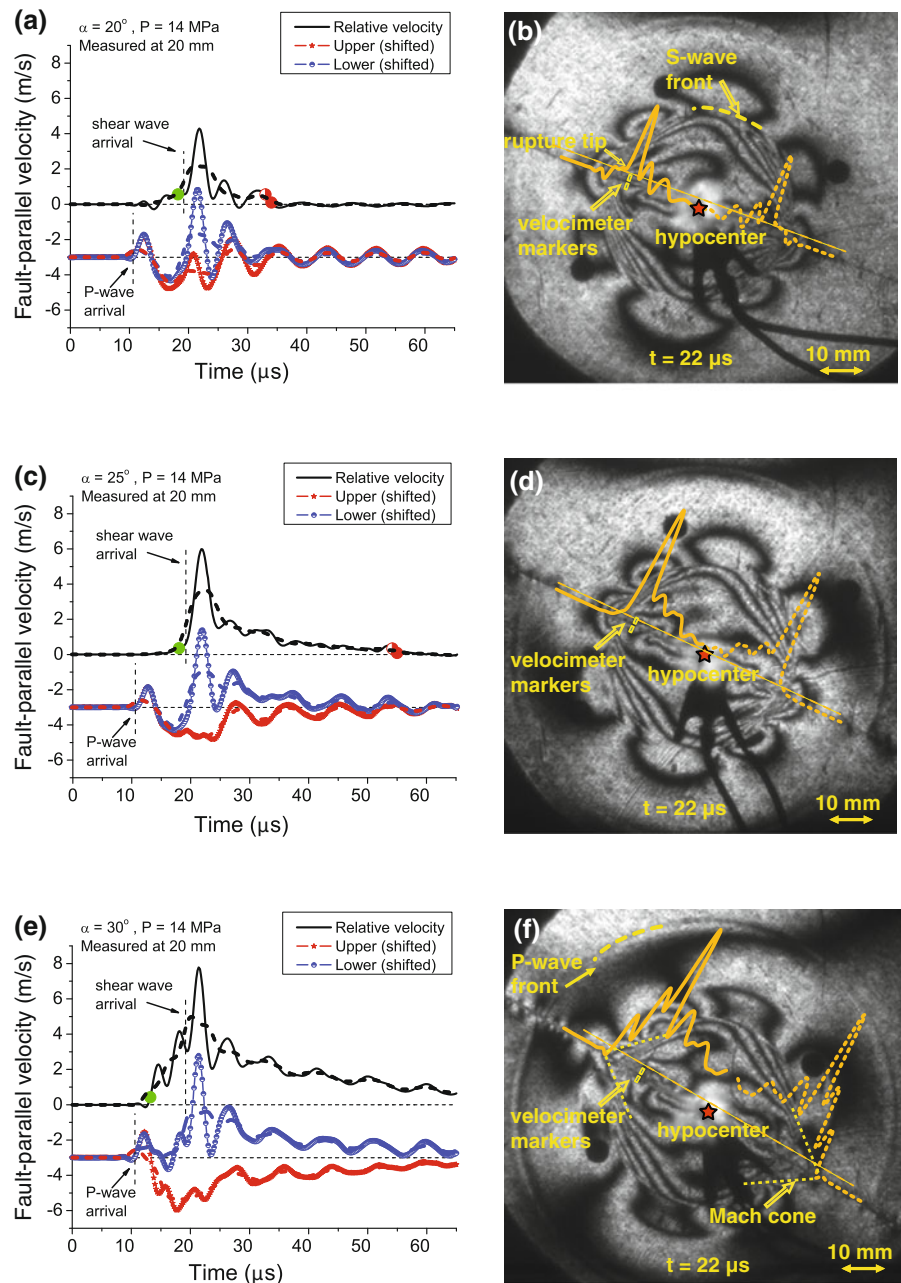 (a)
α = 20°, P = 14 MPa
Measured at 20 mm
Relative velocity
Upper (shifted)
Lower (shifted)
shear wave
arrival
P-wave
arrival
Fault-parallel velocity (m/s)
8
6
4
2
0
-2
-4
-6
0 10 20 30 40 50 60
Time (μs)
(b)
S-wave
front
rupture tip
velocimeter
markers
hypocenter
t = 22 μs
10 mm
(c)
α = 25° , P = 14 MPa
Measured at 20 mm
Relative velocity
Upper (shifted)
Lower (shifted)
shear wave
arrival
P-wave
arrival
Fault-parallel velocity (m/s)
8
6
4
2
0
-2
-4
-6
0 10 20 30 40 50 60
Time (μs)
(d)
velocimeter
markers
hypocenter
t = 22 μs
10 mm
(e)
α = 30° , P = 14 MPa
Measured at 20 mm
Relative velocity
Upper (shifted)
Lower (shifted)
shear wave
arrival
P-wave
arrival
Fault-parallel velocity (m/s)
8
6
4
2
0
-2
-4
-6
0 10 20 30 40 50 60
Time (μs)
(f)
P-wave
front
velocimeter
markers
hypocenter
Mach cone
t = 22 μs
10 mm